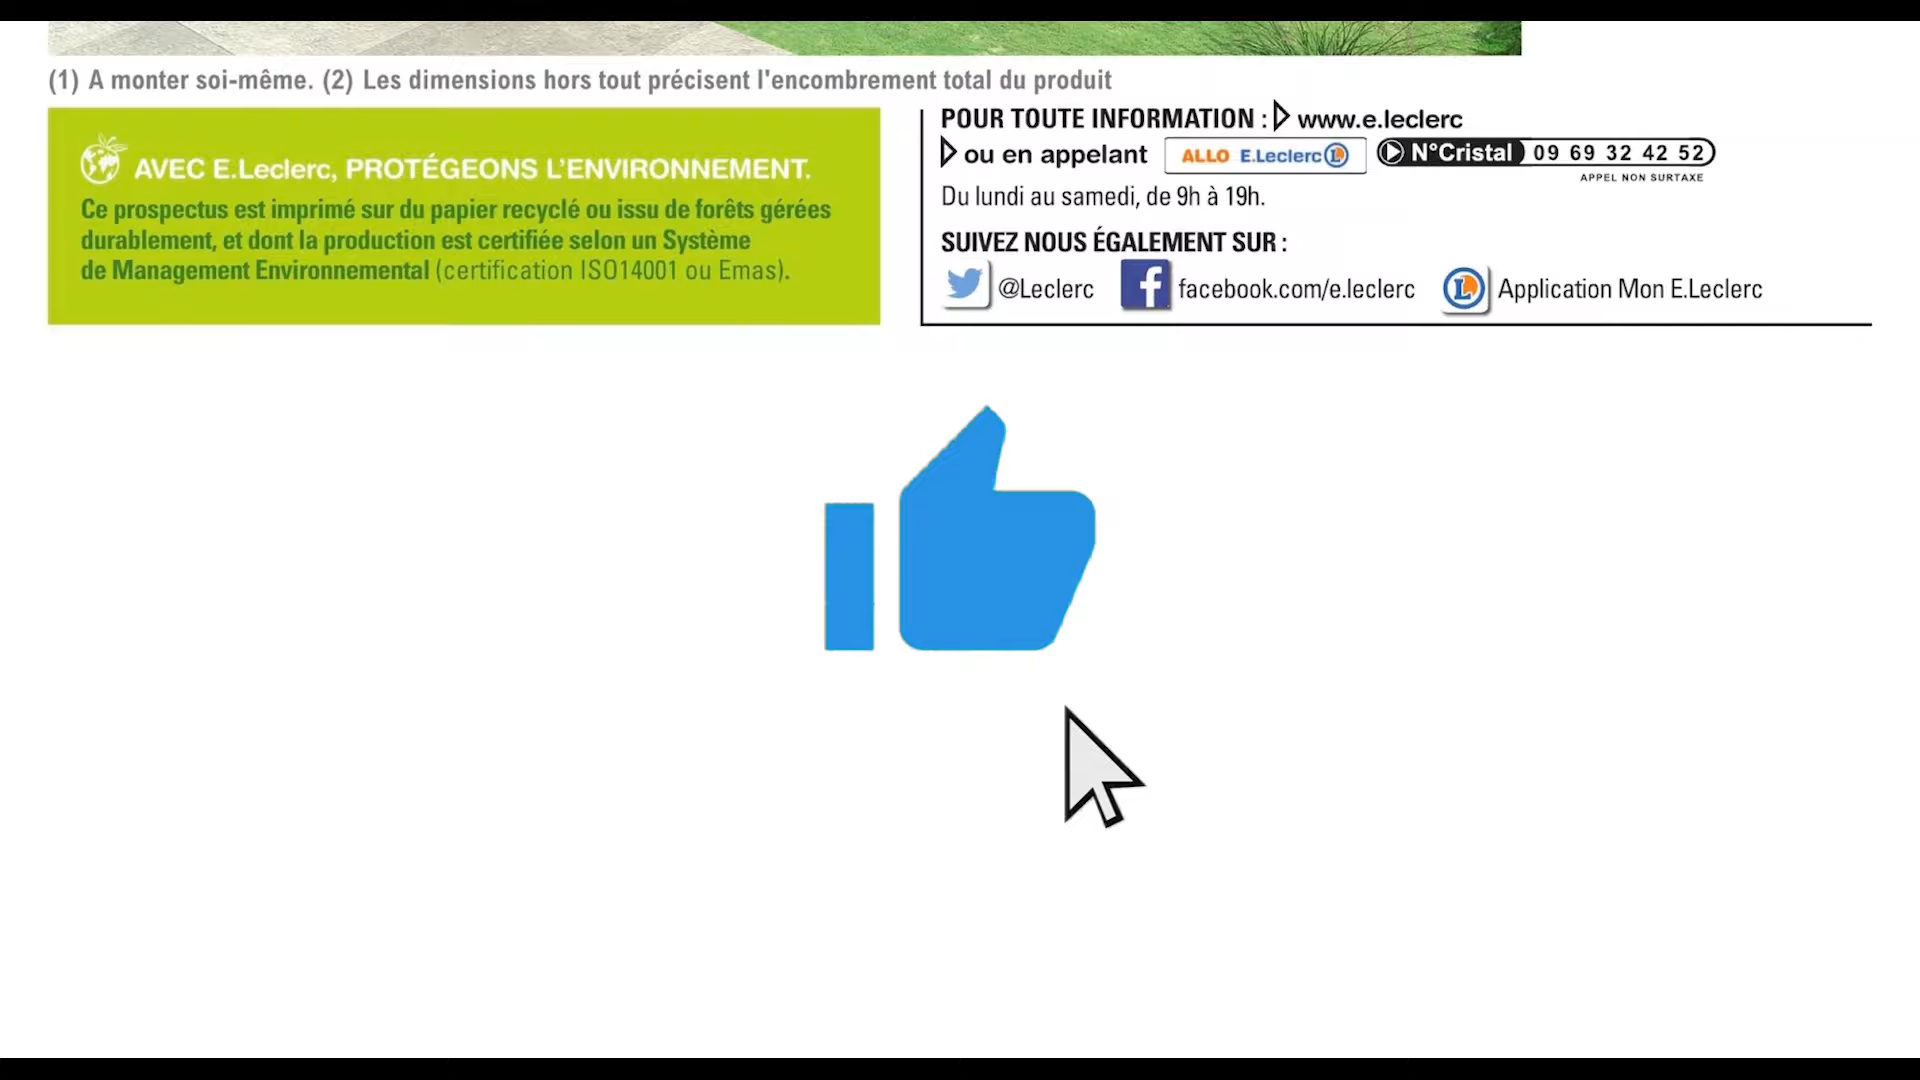 (1) A monter soi-même. (2) Les dimensions hors tout précisent l'encombrement total du produit
AVEC E.Leclerc, PROTÉGEONS L'ENVIRONNEMENT.
Ce prospectus est imprimé sur du papier recyclé ou issu de forêts gérées
durablement, et dont la production est certifiée selon un Système
de Management Environnemental (certification ISO14001 ou Emas).
POUR TOUTE INFORMATION : www.e.leclerc
ou en appelant ALLO E.Leclerc N°Cristal 09 69 32 42 52
APPEL NON SURTAXE
Du lundi au samedi, de 9h à 19h.
SUIVEZ NOUS ÉGALEMENT SUR :
@Leclerc facebook.com/e.leclerc Application Mon E.Leclerc